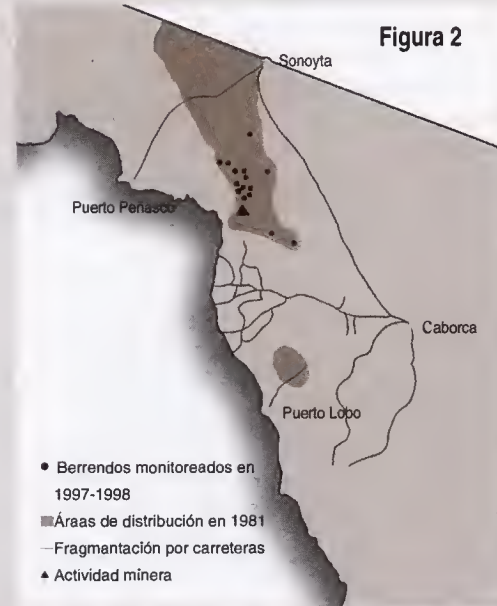 Figura 2
Sonoyta
Puerto Peñasco
Caborca
Puerto Lobo
Berrendos monitoreados en
1997-1998
Áraas de distribución en 1981
Fragmantación por carreteras
Actividad minera